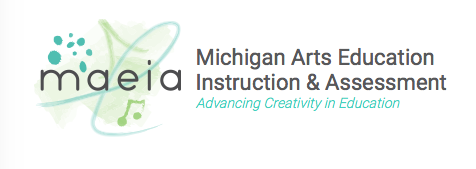 maeia
Michigan Arts Education
Instruction & Assessment
Advancing Creativity in Education